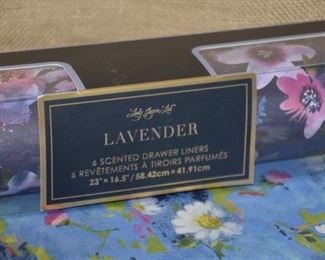 Lady Jayne Ltd.
LAVENDER
6 SCENTED DRAWER LINERS
6 REVÊTEMENTS À TIROIRS PARFUMÉS
23" x 16.5" / 58.42cm x 41.91cm